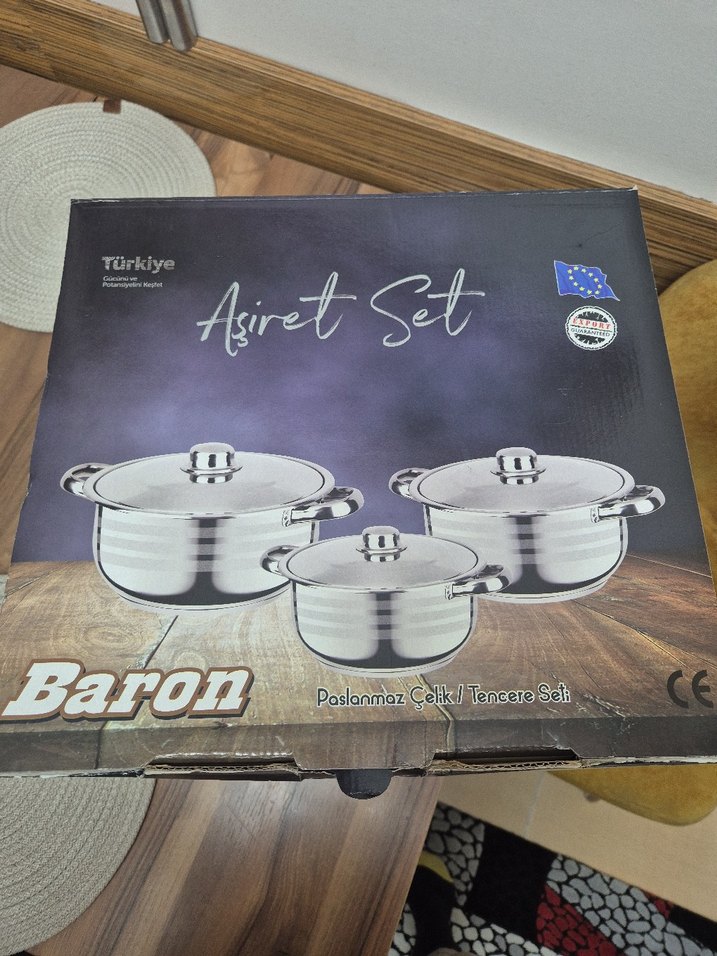 Türkiye
Gücünü ve
Potansiyelini Keşfet
Aşiret Set
EXPORT
GUARANTEED
Baron
Paslanmaz Çelik / Tencere Seti
CE